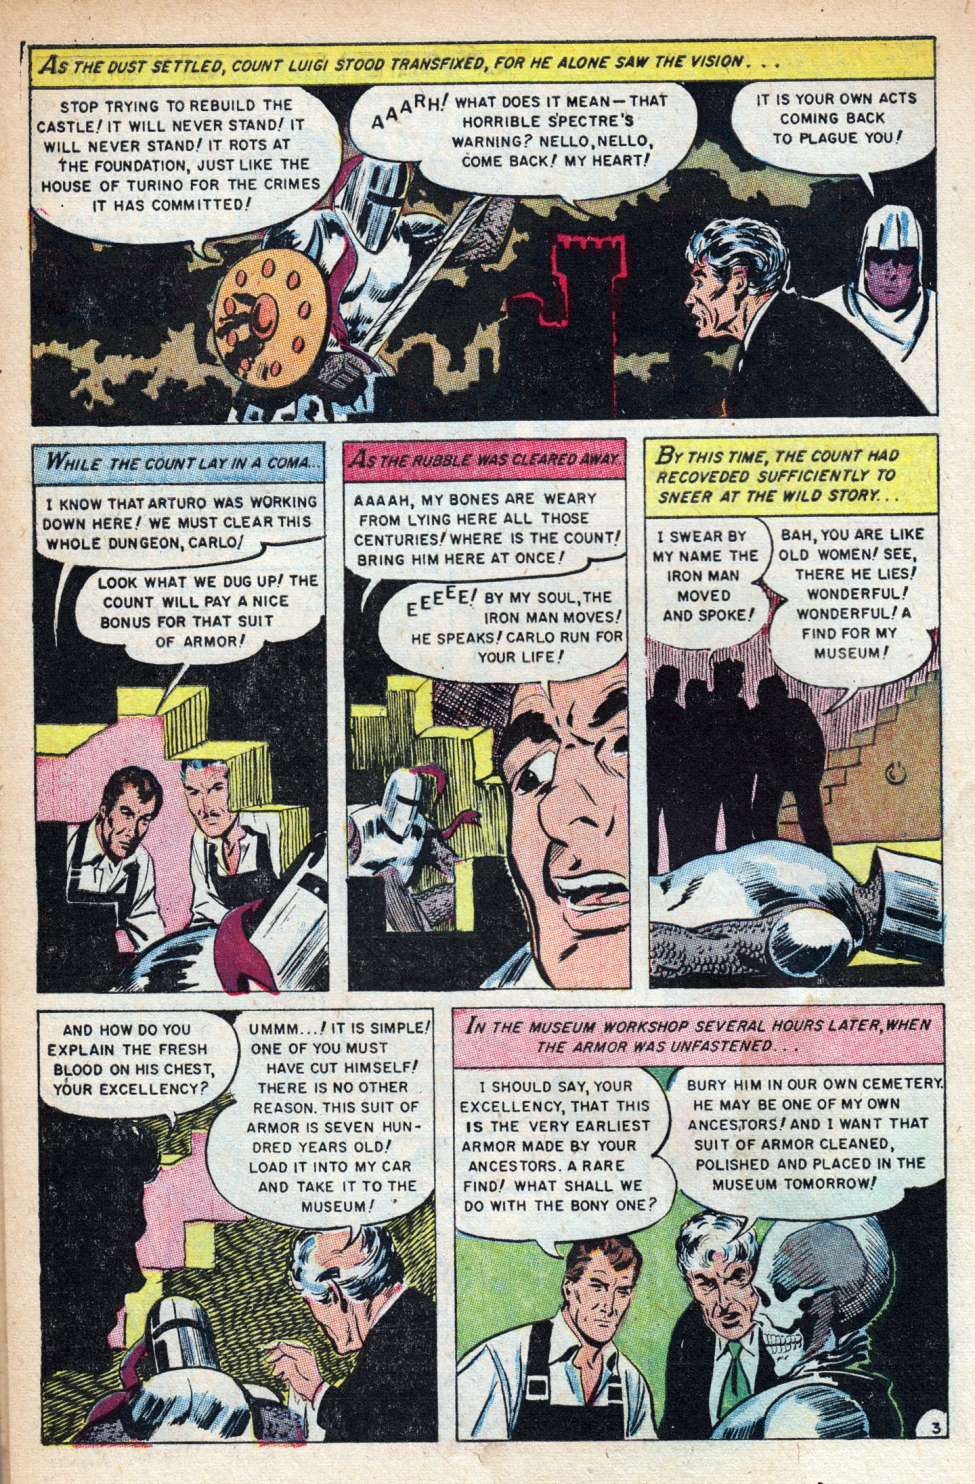 AS THE DUST SETTLED, COUNT LUIGI STOOD TRANSFIXED, FOR HE ALONE SAW THE VISION...
STOP TRYING TO REBUILD THE
CASTLE! IT WILL NEVER STAND! IT
WILL NEVER STAND! IT ROTS AT
THE FOUNDATION, JUST LIKE THE
HOUSE OF TURINO FOR THE CRIMES
IT HAS COMMITTED!
AAARH! WHAT DOES IT MEAN-THAT
HORRIBLE SPECTRE'S
WARNING? NELLO, NELLO,
COME BACK! MY HEART!
IT IS YOUR OWN ACTS
COMING BACK
TO PLAGUE YOU!
WHILE THE COUNT LAY IN A COMA...
I KNOW THAT ARTURO WAS WORKING
DOWN HERE! WE MUST CLEAR THIS
WHOLE DUNGEON, CARLO!
LOOK WHAT WE DUG UP! THE
COUNT WILL PAY A NICE
BONUS FOR THAT SUIT
OF ARMOR!
AS THE RUBBLE WAS CLEARED AWAY.
AAAAH, MY BONES ARE WEARY
FROM LYING HERE ALL THOSE
CENTURIES! WHERE IS THE COUNT!
BRING HIM HERE AT ONCE!
EEEEE! BY MY SOUL, THE
IRON MAN MOVES!
HE SPEAKS! CARLO RUN FOR
YOUR LIFE!
BY THIS TIME, THE COUNT HAD
RECOVEDED SUFFICIENTLY TO
SNEER AT THE WILD STORY...
I SWEAR BY
MY NAME THE
IRON MAN
MOVED
AND SPOKE!
BAH, YOU ARE LIKE
OLD WOMEN! SEE,
THERE HE LIES!
WONDERFUL!
WONDERFUL! A
FIND FOR MY
MUSEUM!
AND HOW DO YOU
EXPLAIN THE FRESH
BLOOD ON HIS CHEST,
YOUR EXCELLENCY?
UMMM...! IT IS SIMPLE!
ONE OF YOU MUST
HAVE CUT HIMSELF!
THERE IS NO OTHER
REASON. THIS SUIT OF
ARMOR IS SEVEN HUN-
DRED YEARS OLD!
LOAD IT INTO MY CAR
AND TAKE IT TO THE
MUSEUM!
IN THE MUSEUM WORKSHOP SEVERAL HOURS LATER, WHEN
THE ARMOR WAS UNFASTENED...
I SHOULD SAY, YOUR
EXCELLENCY, THAT THIS
IS THE VERY EARLIEST
ARMOR MADE BY YOUR
ANCESTORS. A RARE
FIND! WHAT SHALL WE
DO WITH THE BONY ONE?
BURY HIM IN OUR OWN CEMETERY.
HE MAY BE ONE OF MY OWN
ANCESTORS! AND I WANT THAT
SUIT OF ARMOR CLEANED,
POLISHED AND PLACED IN THE
MUSEUM TOMORROW!
3